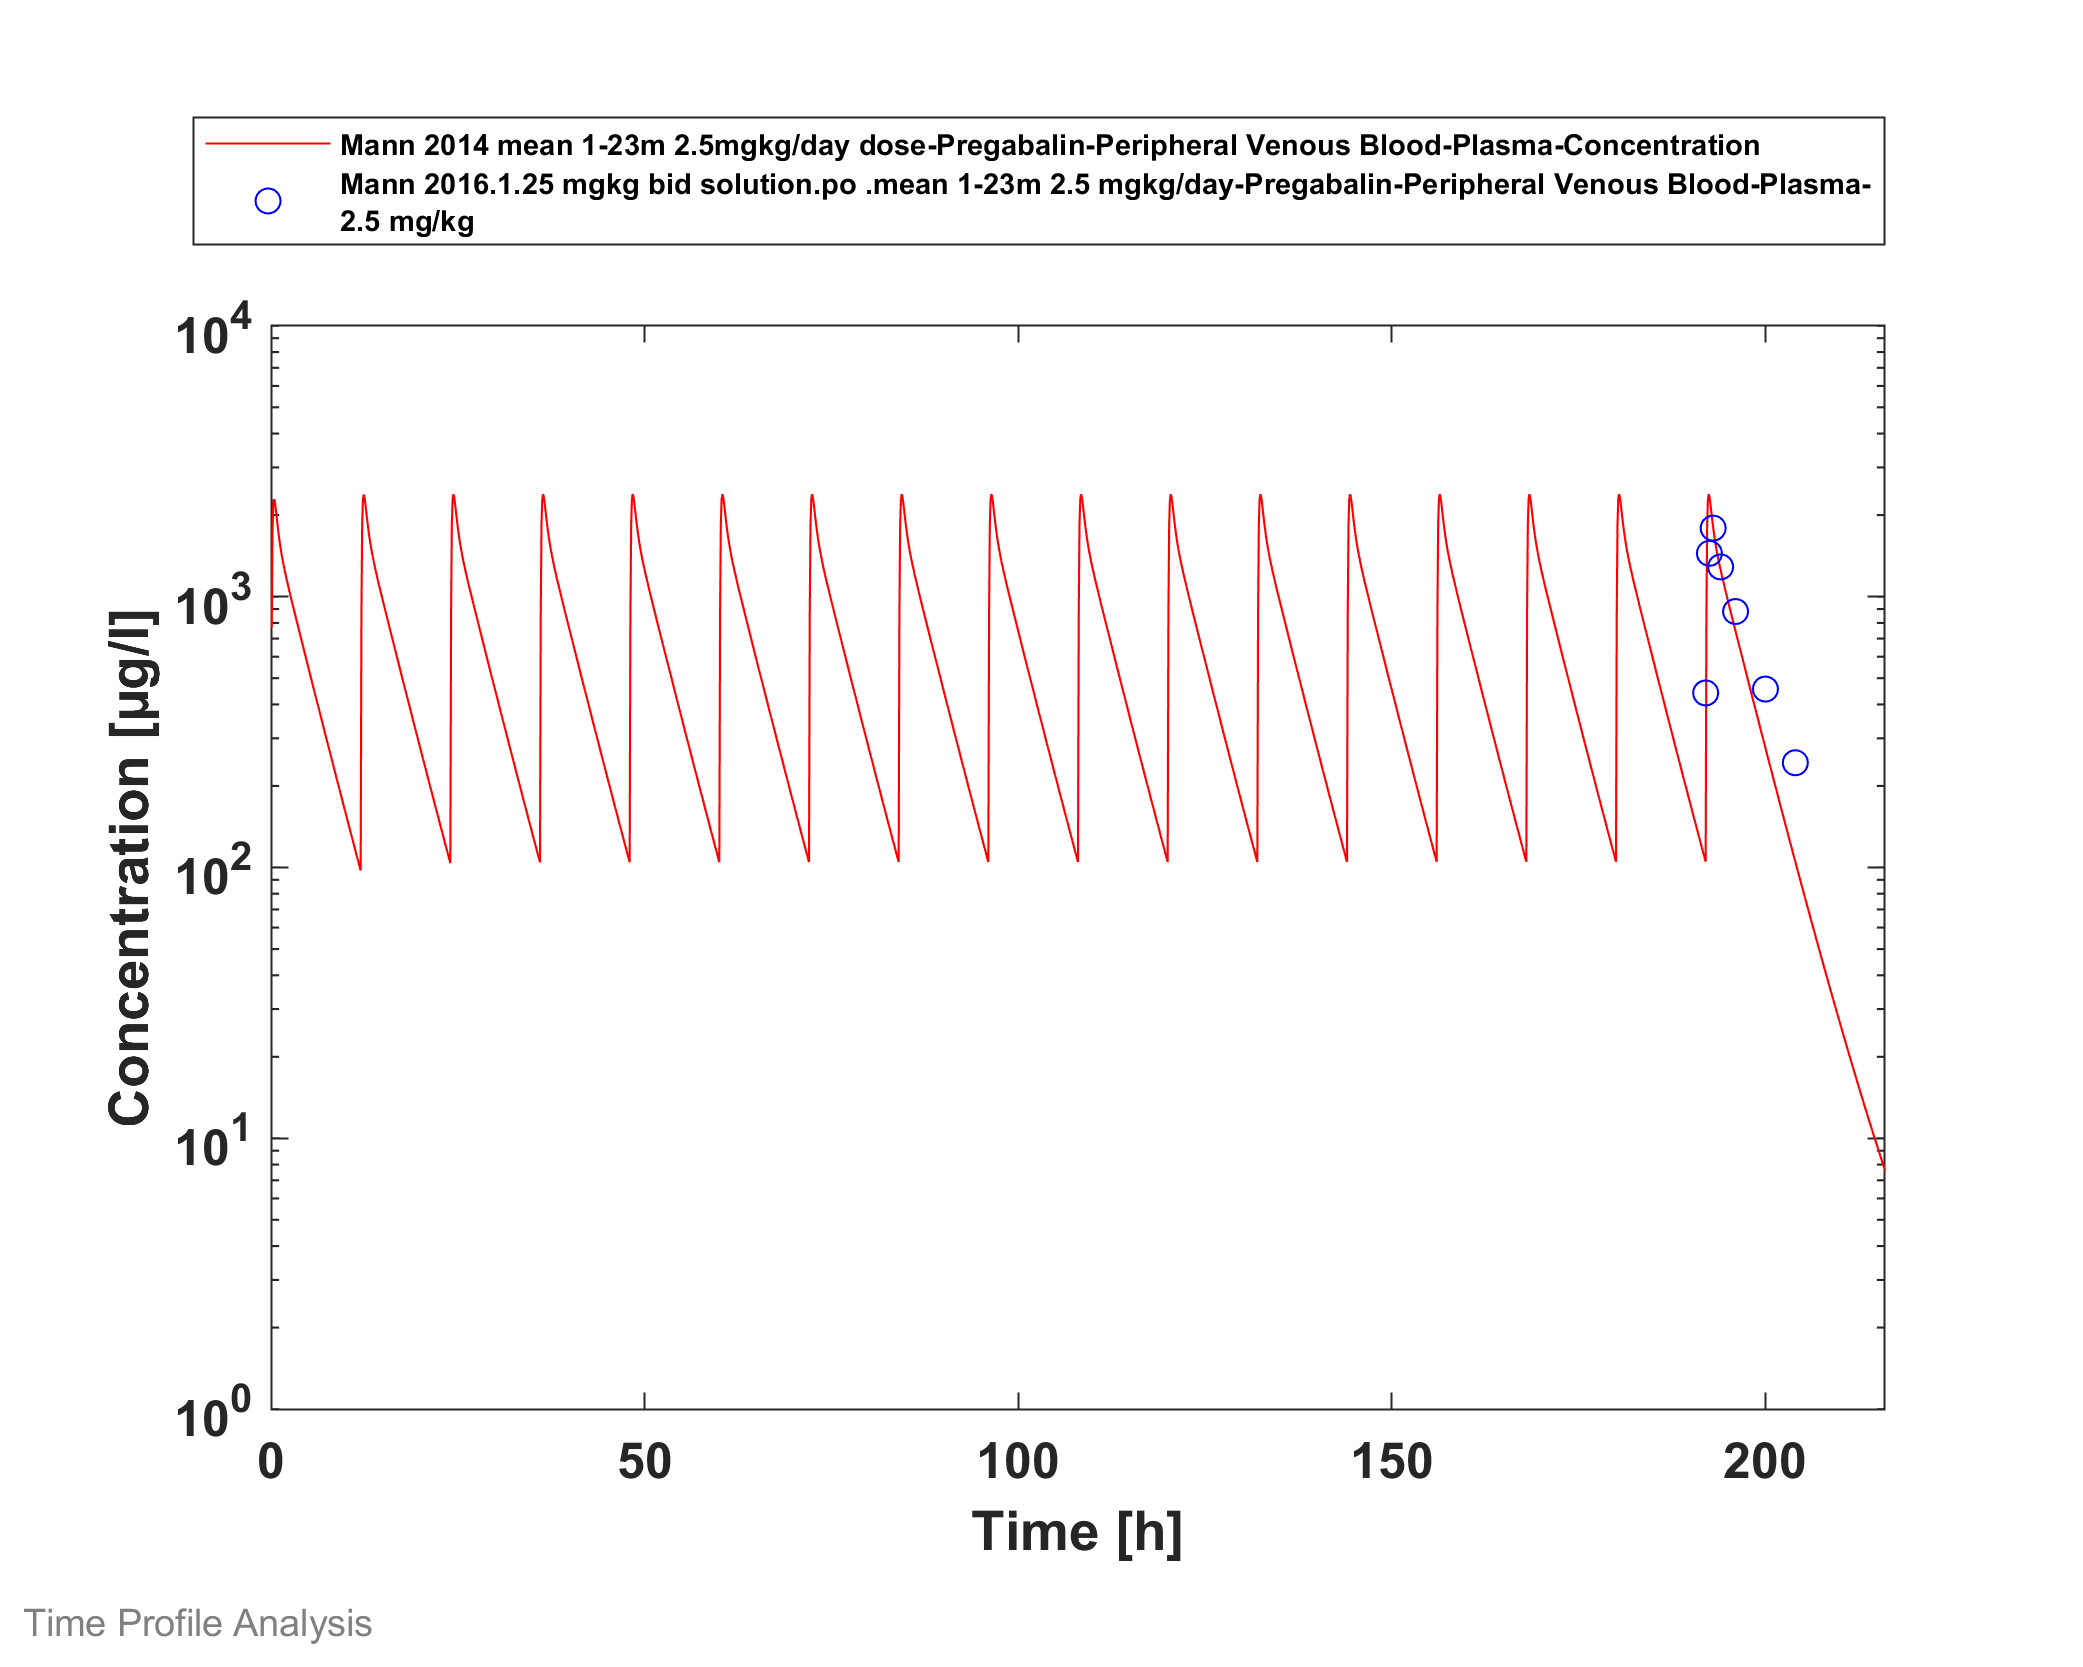 Mann 2014 mean 1-23m 2.5mgkg/day dose-Pregabalin-Peripheral Venous Blood-Plasma-Concentration
Mann 2016.1.25 mgkg bid solution.po .mean 1-23m 2.5 mgkg/day-Pregabalin-Peripheral Venous Blood-Plasma-
2.5 mg/kg
10^4
10^3
10^2
10^1
10^0
Concentration [µg/l]
0 50 100 150 200
Time [h]
Time Profile Analysis